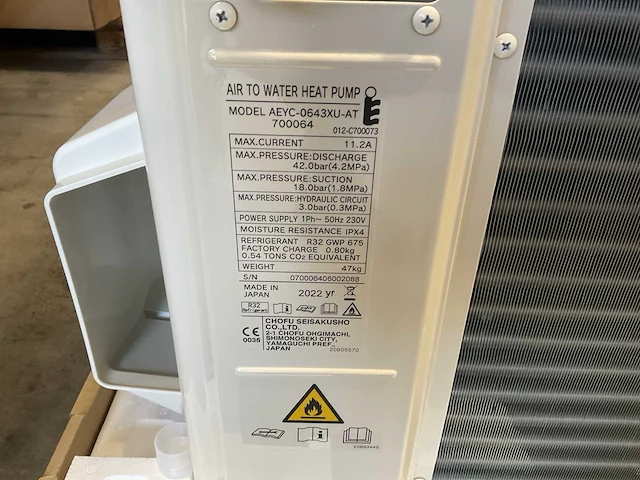 AIR TO WATER HEAT PUMP
MODEL AEYC-0643XU-AT
700064
012-C700073
MAX.CURRENT 11.2A
MAX.PRESSURE:DISCHARGE
42.0bar(4.2MPa)
MAX.PRESSURE:SUCTION
18.0bar(1.8MPa)
MAX.PRESSURE:HYDRAULIC CIRCUIT
3.0bar(0.3MPa)
POWER SUPPLY 1Ph~ 50Hz 230V
MOISTURE RESISTANCE IPX4
REFRIGERANT R32 GWP 675
FACTORY CHARGE 0.80kg
0.54 TONS CO2 EQUIVALENT
WEIGHT 47kg
S/N 070006406002088
MADE IN
JAPAN
2022 yr
R32
Refrigerant
CE
0035
CHOFU SEISAKUSHO
CO.,LTD.
2-1 CHOFU OHGIMACHI,
SHIMONOSEKI CITY,
YAMAGUCHI PREF.,
JAPAN
20905570
20893440